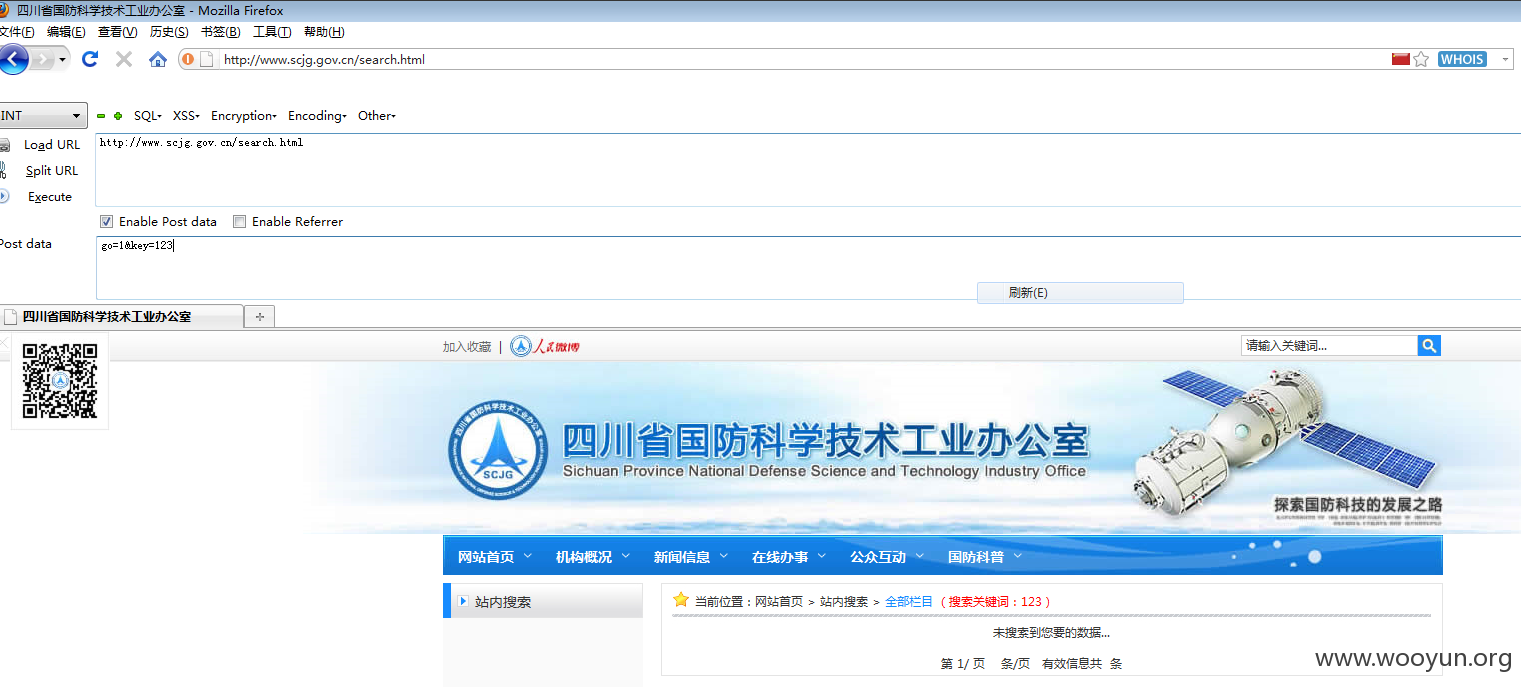 四川省国防科学技术工业办公室 - Mozilla Firefox
文件(F) 编辑(E) 查看(V) 历史(S) 书签(B) 工具(T) 帮助(H)
http://www.scjg.gov.cn/search.html
WHOIS
INT
SQL XSS Encryption Encoding Other
Load URL
http://www.scjg.gov.cn/search.html
Split URL
Execute
Enable Post data Enable Referrer
Post data
go=1&key=123
刷新(E)
四川省国防科学技术工业办公室
加入收藏 | 人民微博
请输入关键词...
四川省国防科学技术工业办公室
SCJG
Sichuan Province National Defense Science and Technology Industry Office
探索国防科技的发展之路
网站首页 机构概况 新闻信息 在线办事 公众互动 国防科普
站内搜索
当前位置：网站首页 > 站内搜索 > 全部栏目 （ 搜索关键词：123 ）
未搜索到您要的数据...
第 1/ 页 条/页 有效信息共 条
www.wooyun.org